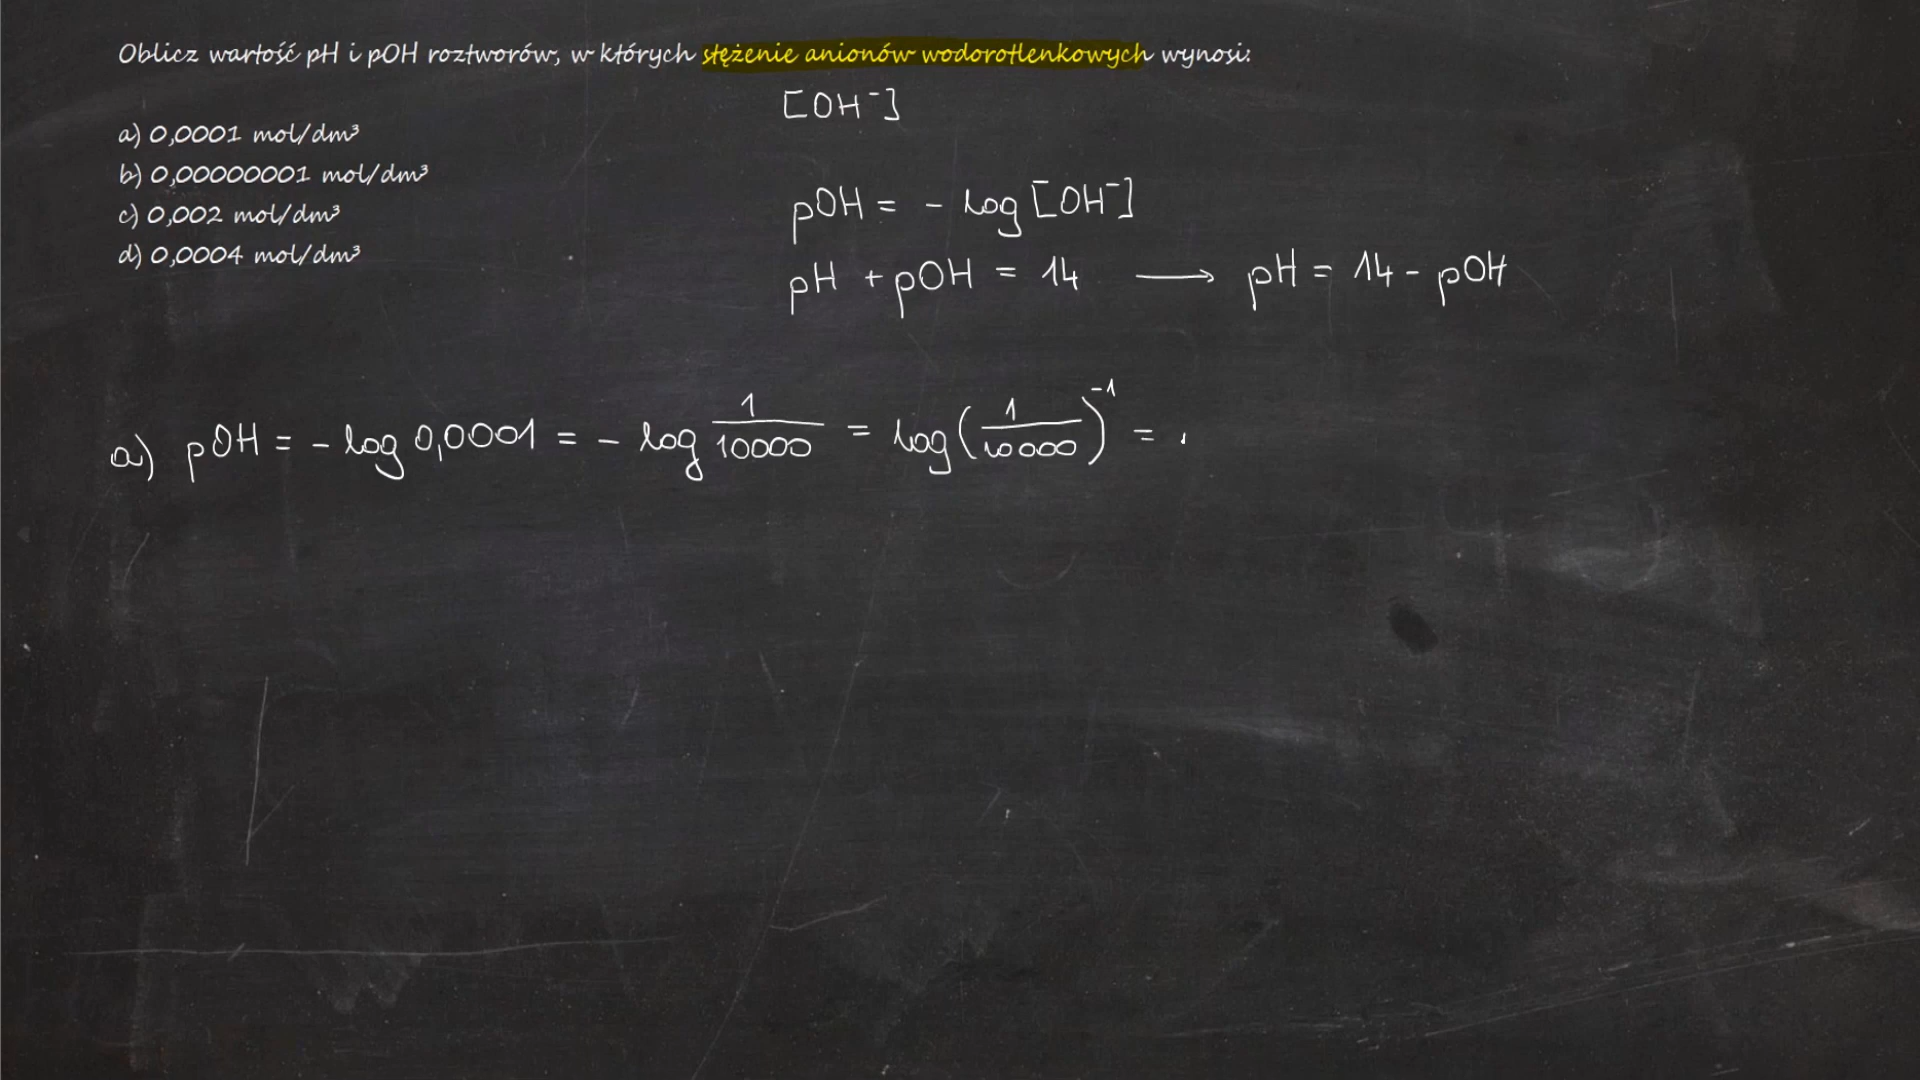 Oblicz wartość pH i pOH roztworów, w których stężenie anionów wodorotlenkowych wynosi:
[OH⁻]
a) 0,0001 mol/dm³
b) 0,00000001 mol/dm³
c) 0,002 mol/dm³
d) 0,0004 mol/dm³
pOH = - log [OH⁻]
pH + pOH = 14 → pH = 14 - pOH
a) pOH = - log 0,0001 = - log 1/10000 = log (1/10000)⁻¹ =